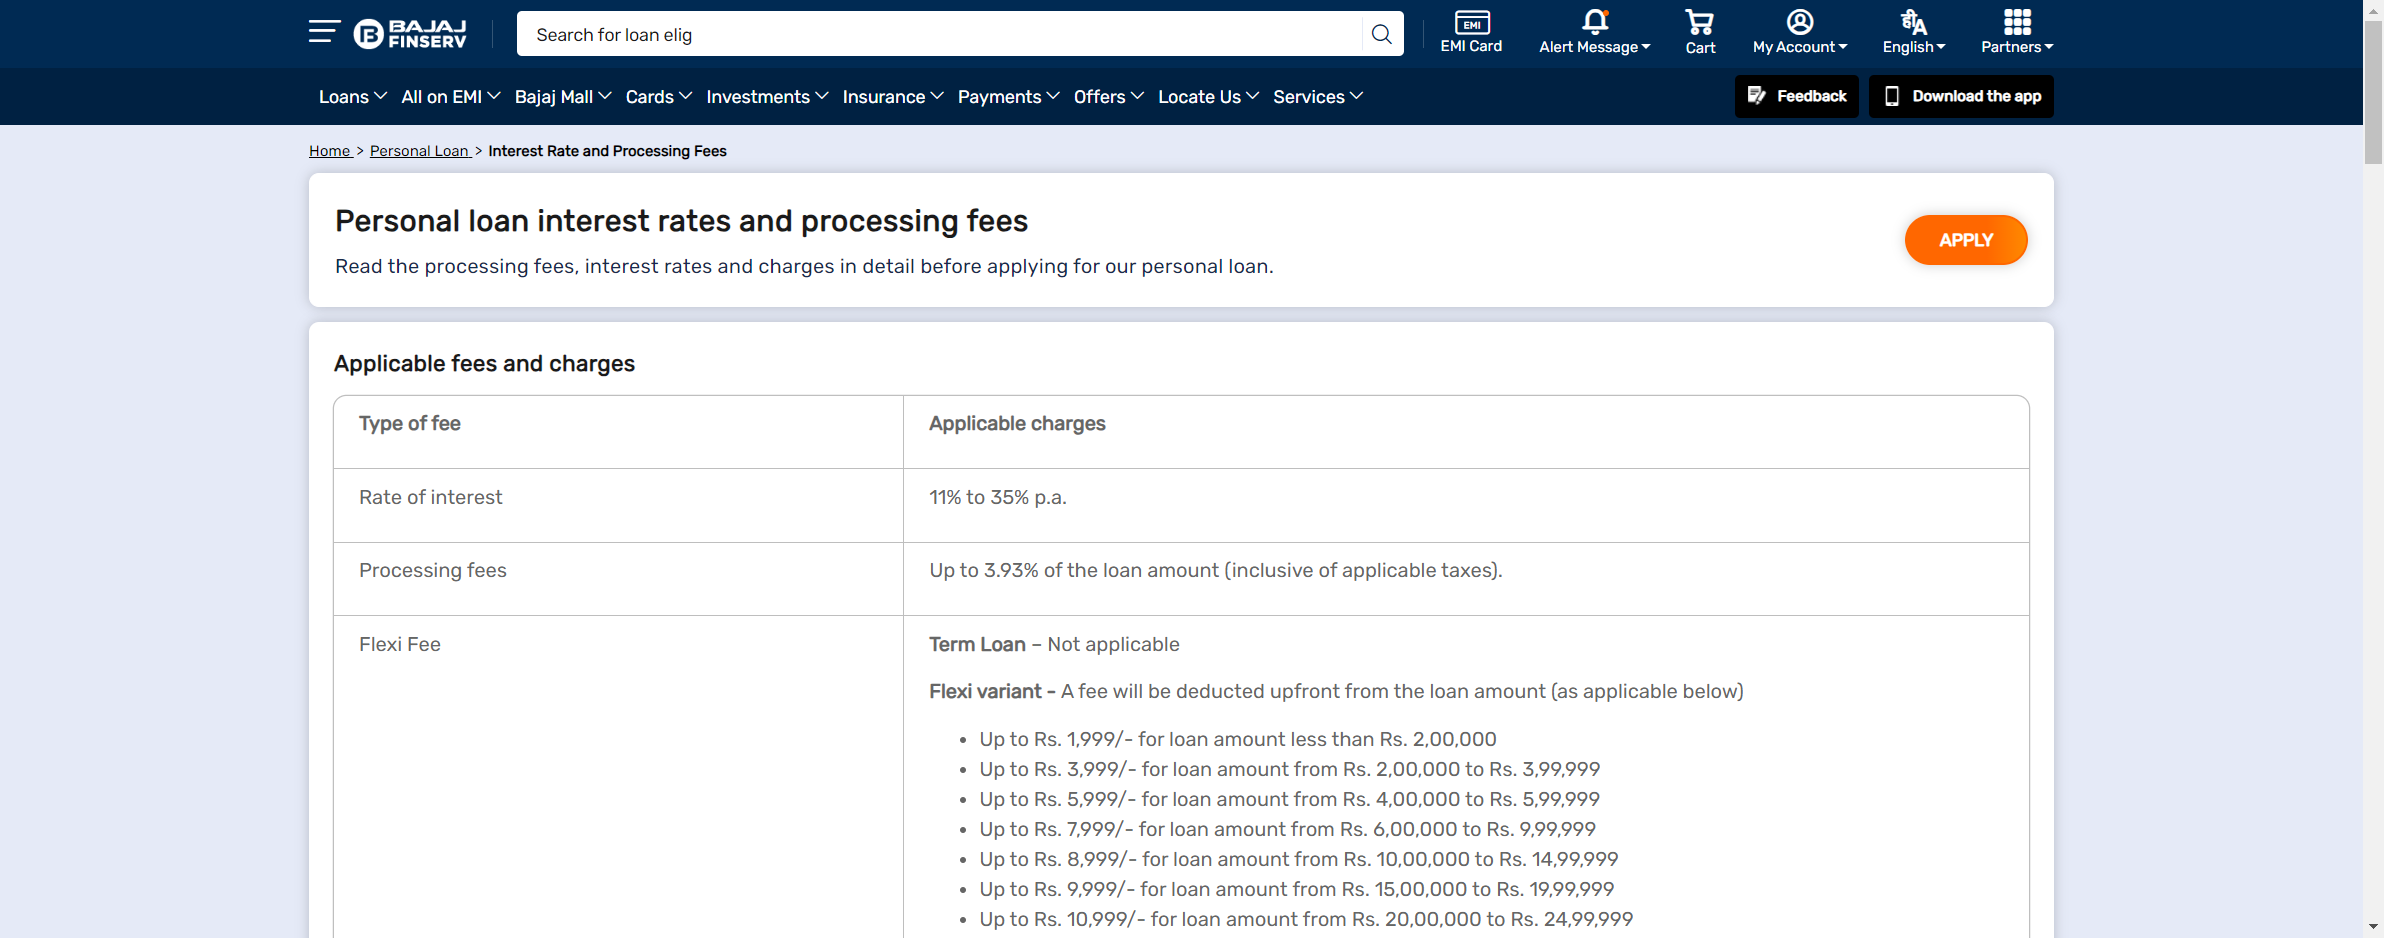 BAJAJ
FINSERV
Search for loan elig
EMI
EMI Card
Alert Message
Cart
My Account
ही A
English
Partners
Loans All on EMI Bajaj Mall Cards Investments Insurance Payments Offers Locate Us Services
Feedback
Download the app
Home > Personal Loan > Interest Rate and Processing Fees
Personal loan interest rates and processing fees
Read the processing fees, interest rates and charges in detail before applying for our personal loan.
APPLY
Applicable fees and charges
Type of fee
Applicable charges
Rate of interest
11% to 35% p.a.
Processing fees
Up to 3.93% of the loan amount (inclusive of applicable taxes).
Flexi Fee
Term Loan – Not applicable
Flexi variant - A fee will be deducted upfront from the loan amount (as applicable below)
• Up to Rs. 1,999/- for loan amount less than Rs. 2,00,000
• Up to Rs. 3,999/- for loan amount from Rs. 2,00,000 to Rs. 3,99,999
• Up to Rs. 5,999/- for loan amount from Rs. 4,00,000 to Rs. 5,99,999
• Up to Rs. 7,999/- for loan amount from Rs. 6,00,000 to Rs. 9,99,999
• Up to Rs. 8,999/- for loan amount from Rs. 10,00,000 to Rs. 14,99,999
• Up to Rs. 9,999/- for loan amount from Rs. 15,00,000 to Rs. 19,99,999
• Up to Rs. 10,999/- for loan amount from Rs. 20,00,000 to Rs. 24,99,999